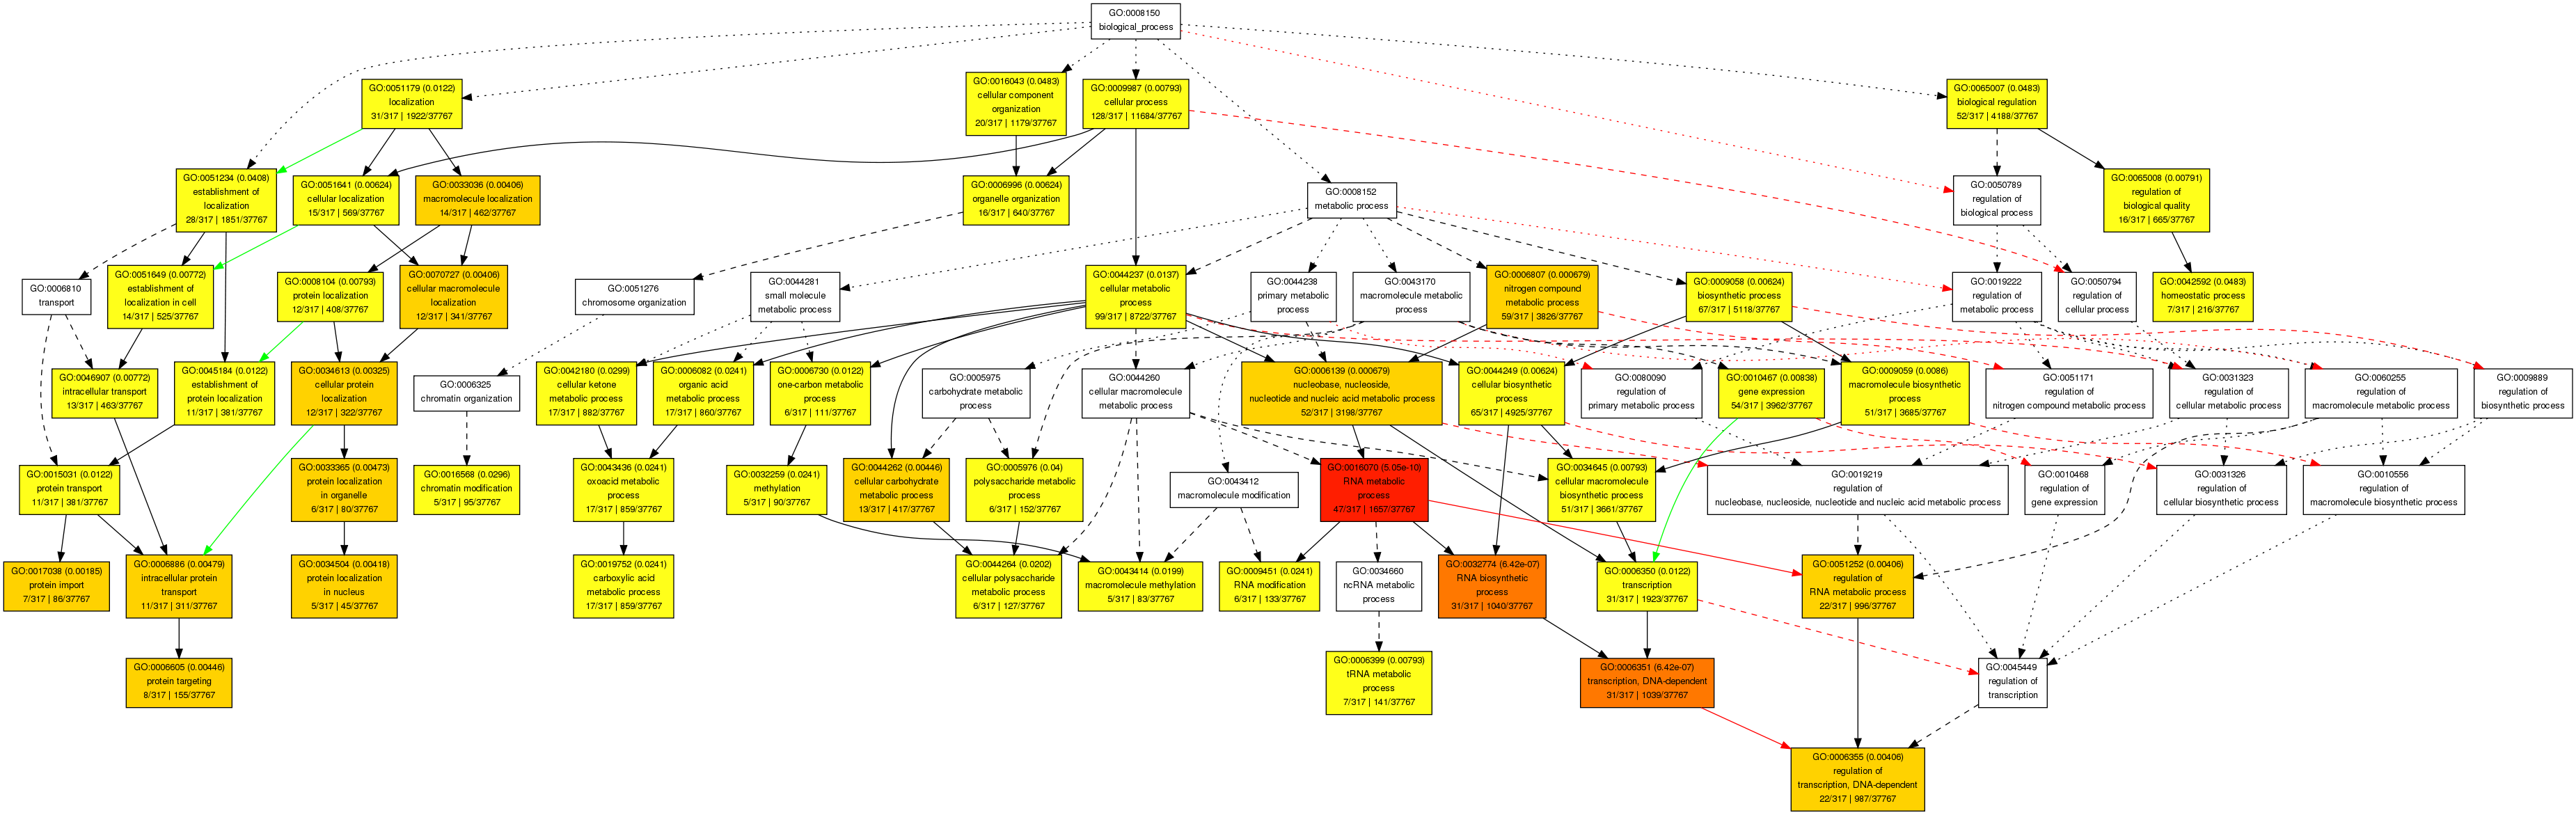 GO:0008150
biological_process
GO:0051179 (0.0122)
localization
31/317 | 1922/37767
GO:0016043 (0.0483)
cellular component
organization
20/317 | 1179/37767
GO:0009987 (0.00793)
cellular process
128/317 | 11684/37767
GO:0065007 (0.0483)
biological regulation
52/317 | 4188/37767
GO:0051234 (0.0408)
establishment of
localization
28/317 | 1851/37767
GO:0051641 (0.00624)
cellular localization
15/317 | 569/37767
GO:0033036 (0.00406)
macromolecule localization
14/317 | 462/37767
GO:0006996 (0.00624)
organelle organization
16/317 | 640/37767
GO:0008152
metabolic process
GO:0050789
regulation of
biological process
GO:0065008 (0.00791)
regulation of
biological quality
16/317 | 665/37767
GO:0006810
transport
GO:0051649 (0.00772)
establishment of
localization in cell
14/317 | 525/37767
GO:0008104 (0.00793)
protein localization
12/317 | 408/37767
GO:0070727 (0.00406)
cellular macromolecule
localization
12/317 | 341/37767
GO:0051276
chromosome organization
GO:0044281
small molecule
metabolic process
GO:0044237 (0.0137)
cellular metabolic
process
99/317 | 8722/37767
GO:0044238
primary metabolic
process
GO:0043170
macromolecule metabolic
process
GO:0006807 (0.000679)
nitrogen compound
metabolic process
59/317 | 3826/37767
GO:0009058 (0.00624)
biosynthetic process
67/317 | 5118/37767
GO:0019222
regulation of
metabolic process
GO:0050794
regulation of
cellular process
GO:0042592 (0.0483)
homeostatic process
7/317 | 216/37767
GO:0046907 (0.00772)
intracellular transport
13/317 | 463/37767
GO:0045184 (0.0122)
establishment of
protein localization
11/317 | 381/37767
GO:0034613 (0.00325)
cellular protein
localization
12/317 | 322/37767
GO:0006325
chromatin organization
GO:0042180 (0.0299)
cellular ketone
metabolic process
17/317 | 882/37767
GO:0006082 (0.0241)
organic acid
metabolic process
17/317 | 860/37767
GO:0006730 (0.0122)
one-carbon metabolic
process
6/317 | 111/37767
GO:0005975
carbohydrate metabolic
process
GO:0044260
cellular macromolecule
metabolic process
GO:0006139 (0.000679)
nucleobase, nucleoside,
nucleotide and nucleic acid metabolic process
52/317 | 3198/37767
GO:0044249 (0.00624)
cellular biosynthetic
process
65/317 | 4925/37767
GO:0080090
regulation of
primary metabolic process
GO:0010467 (0.00838)
gene expression
54/317 | 3962/37767
GO:0009059 (0.0086)
macromolecule biosynthetic
process
51/317 | 3685/37767
GO:0051171
regulation of
nitrogen compound metabolic process
GO:0031323
regulation of
cellular metabolic process
GO:0060255
regulation of
macromolecule metabolic process
GO:0009889
regulation of
biosynthetic process
GO:0015031 (0.0122)
protein transport
11/317 | 381/37767
GO:0033365 (0.00473)
protein localization
in organelle
6/317 | 80/37767
GO:0016568 (0.0296)
chromatin modification
5/317 | 95/37767
GO:0043436 (0.0241)
oxoacid metabolic
process
17/317 | 859/37767
GO:0032259 (0.0241)
methylation
5/317 | 90/37767
GO:0044262 (0.00446)
cellular carbohydrate
metabolic process
13/317 | 417/37767
GO:0005976 (0.04)
polysaccharide metabolic
process
6/317 | 152/37767
GO:0043412
macromolecule modification
GO:0016070 (5.05e-10)
RNA metabolic
process
47/317 | 1657/37767
GO:0034645 (0.00793)
cellular macromolecule
biosynthetic process
51/317 | 3661/37767
GO:0019219
regulation of
nucleobase, nucleoside, nucleotide and nucleic acid metabolic process
GO:0010468
regulation of
gene expression
GO:0031326
regulation of
cellular biosynthetic process
GO:0010556
regulation of
macromolecule biosynthetic process
GO:0017038 (0.00185)
protein import
7/317 | 86/37767
GO:0006886 (0.00479)
intracellular protein
transport
11/317 | 311/37767
GO:0034504 (0.00418)
protein localization
in nucleus
5/317 | 45/37767
GO:0019752 (0.0241)
carboxylic acid
metabolic process
17/317 | 859/37767
GO:0044264 (0.0202)
cellular polysaccharide
metabolic process
6/317 | 127/37767
GO:0043414 (0.0199)
macromolecule methylation
5/317 | 83/37767
GO:0009451 (0.0241)
RNA modification
6/317 | 133/37767
GO:0034660
ncRNA metabolic
process
GO:0032774 (6.42e-07)
RNA biosynthetic
process
31/317 | 1040/37767
GO:0006350 (0.0122)
transcription
31/317 | 1923/37767
GO:0051252 (0.00406)
regulation of
RNA metabolic process
22/317 | 996/37767
GO:0006605 (0.00446)
protein targeting
8/317 | 155/37767
GO:0006399 (0.00793)
tRNA metabolic
process
7/317 | 141/37767
GO:0006351 (6.42e-07)
transcription, DNA-dependent
31/317 | 1039/37767
GO:0045449
regulation of
transcription
GO:0006355 (0.00406)
regulation of
transcription, DNA-dependent
22/317 | 987/37767